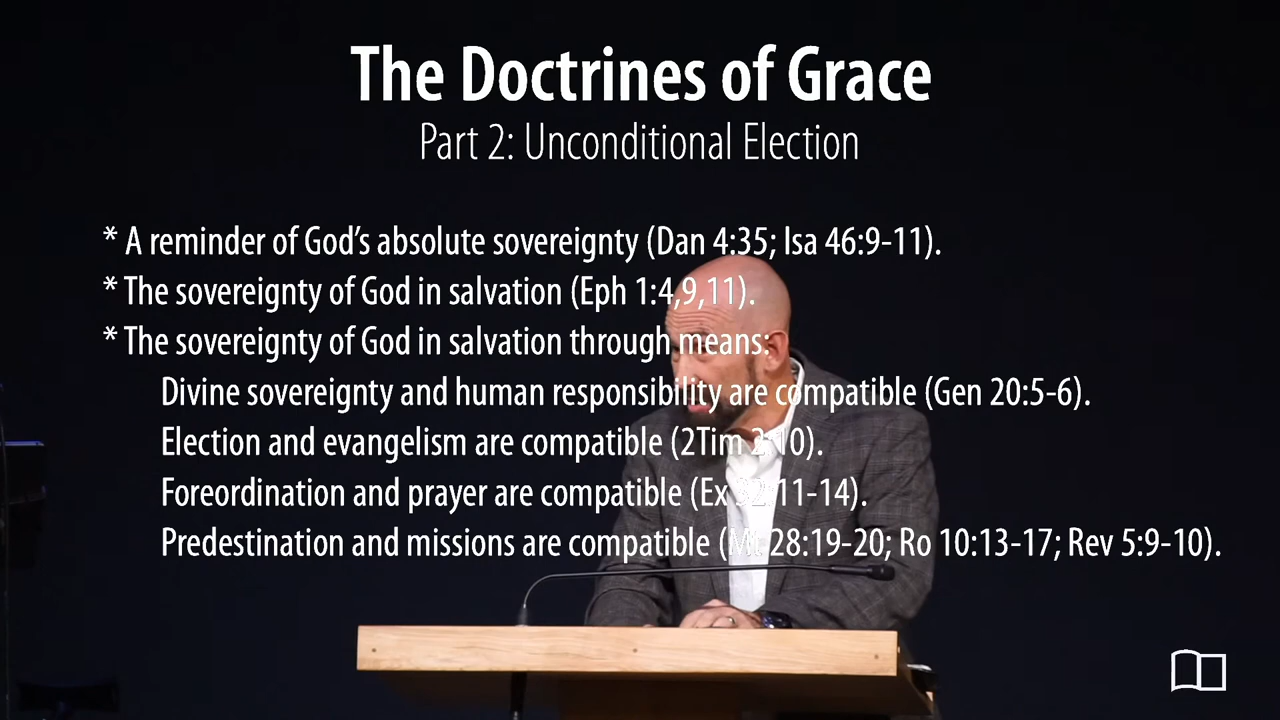 The Doctrines of Grace
Part 2: Unconditional Election
* A reminder of God's absolute sovereignty (Dan 4:35; Isa 46:9-11).
* The sovereignty of God in salvation (Eph 1:4,9,11).
* The sovereignty of God in salvation through means:
Divine sovereignty and human responsibility are compatible (Gen 20:5-6).
Election and evangelism are compatible (2Tim 2:10).
Foreordination and prayer are compatible (Ex 32:11-14).
Predestination and missions are compatible (Mt 28:19-20; Ro 10:13-17; Rev 5:9-10).